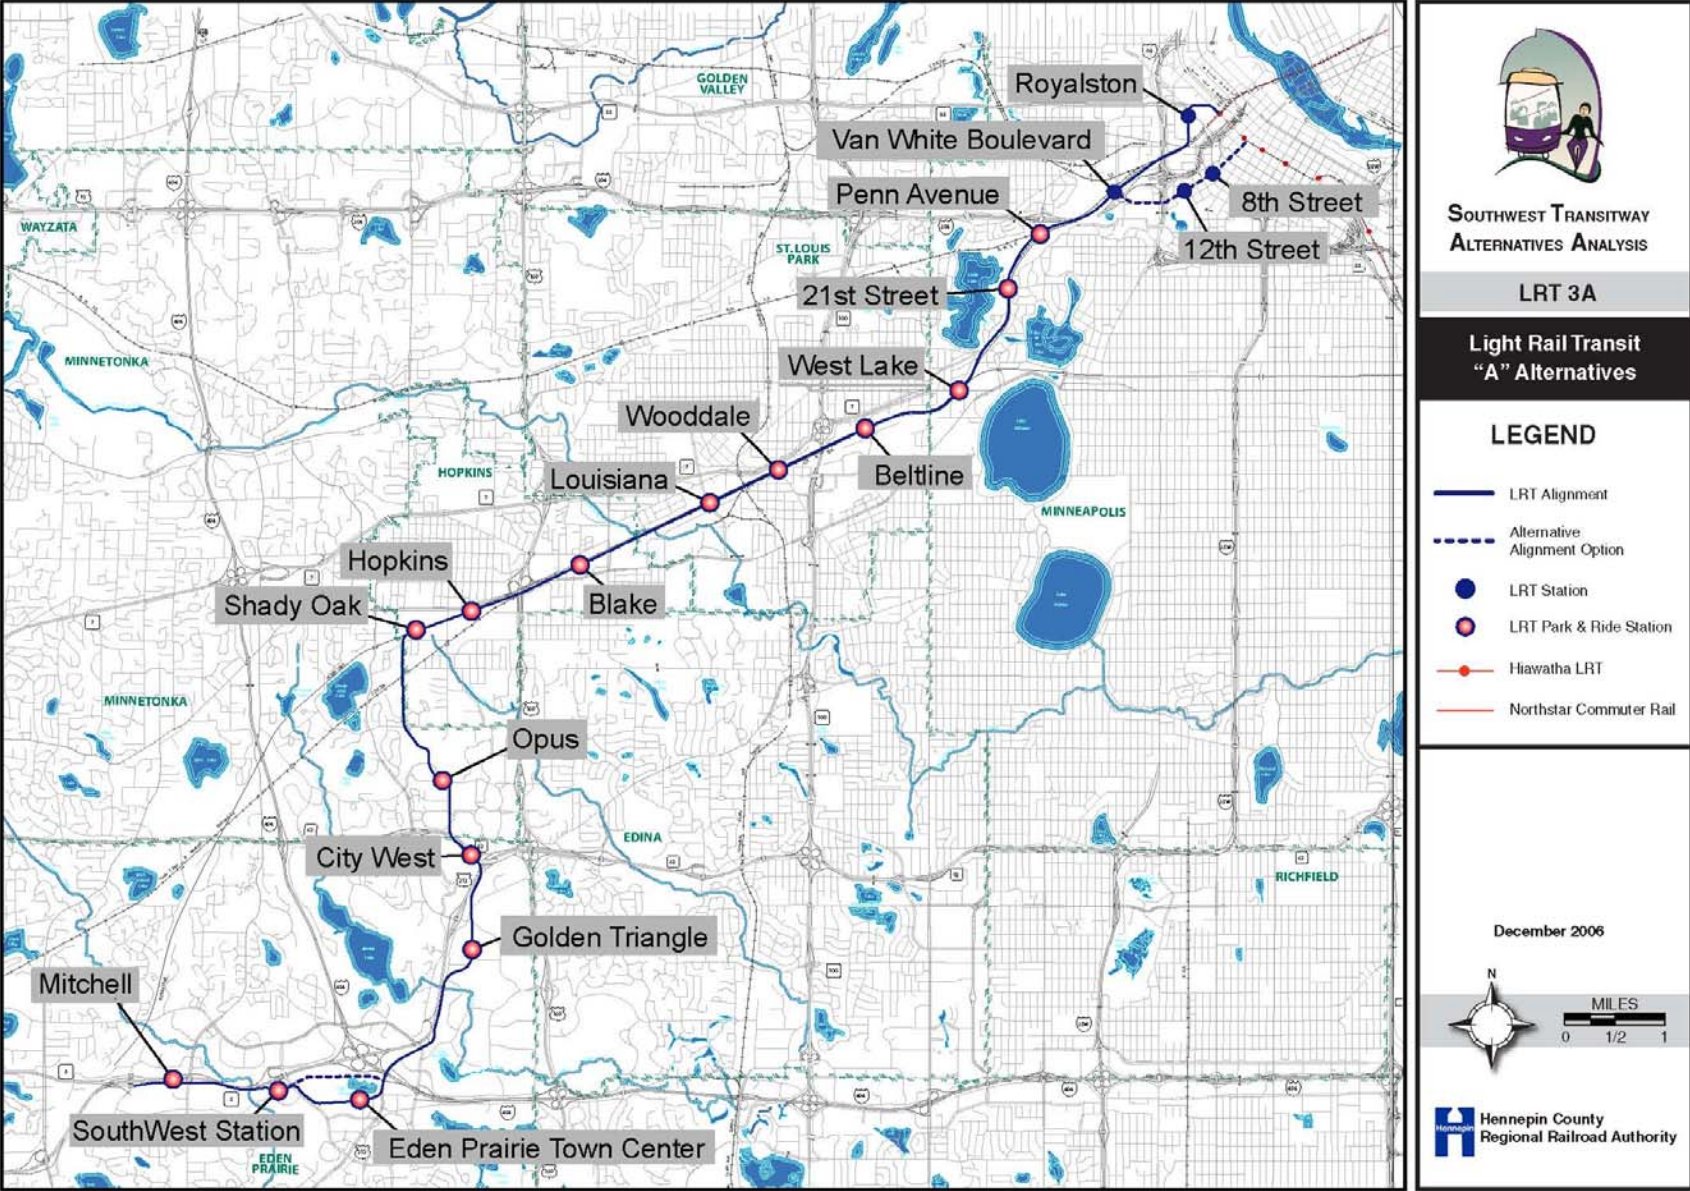 GOLDEN
VALLEY
Royalston
Van White Boulevard
Penn Avenue
8th Street
WAYZATA
ST.LOUIS
PARK
12th Street
21st Street
MINNETONKA
West Lake
Wooddale
HOPKINS
Louisiana
Beltline
MINNEAPOLIS
Hopkins
Shady Oak
Blake
MINNETONKA
Opus
EDINA
City West
RICHFIELD
Golden Triangle
Mitchell
SouthWest Station
Eden Prairie Town Center
EDEN
PRAIRIE
SOUTHWEST TRANSITWAY
ALTERNATIVES ANALYSIS
LRT 3A
Light Rail Transit
“A” Alternatives
LEGEND
LRT Alignment
Alternative
Alignment Option
LRT Station
LRT Park & Ride Station
Hiawatha LRT
Northstar Commuter Rail
December 2006
N
MILES
0 1/2 1
Hennepin
Hennepin County
Regional Railroad Authority